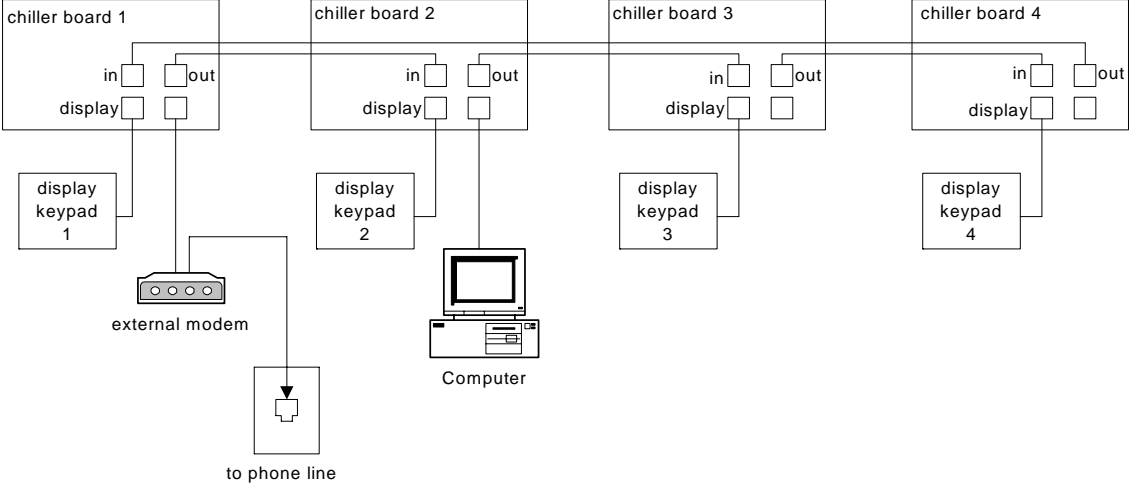 chiller board 1
chiller board 2
chiller board 3
chiller board 4
in
out
in
out
in
out
in
out
display
display
display
display
display
keypad
1
display
keypad
2
display
keypad
3
display
keypad
4
external modem
Computer
to phone line